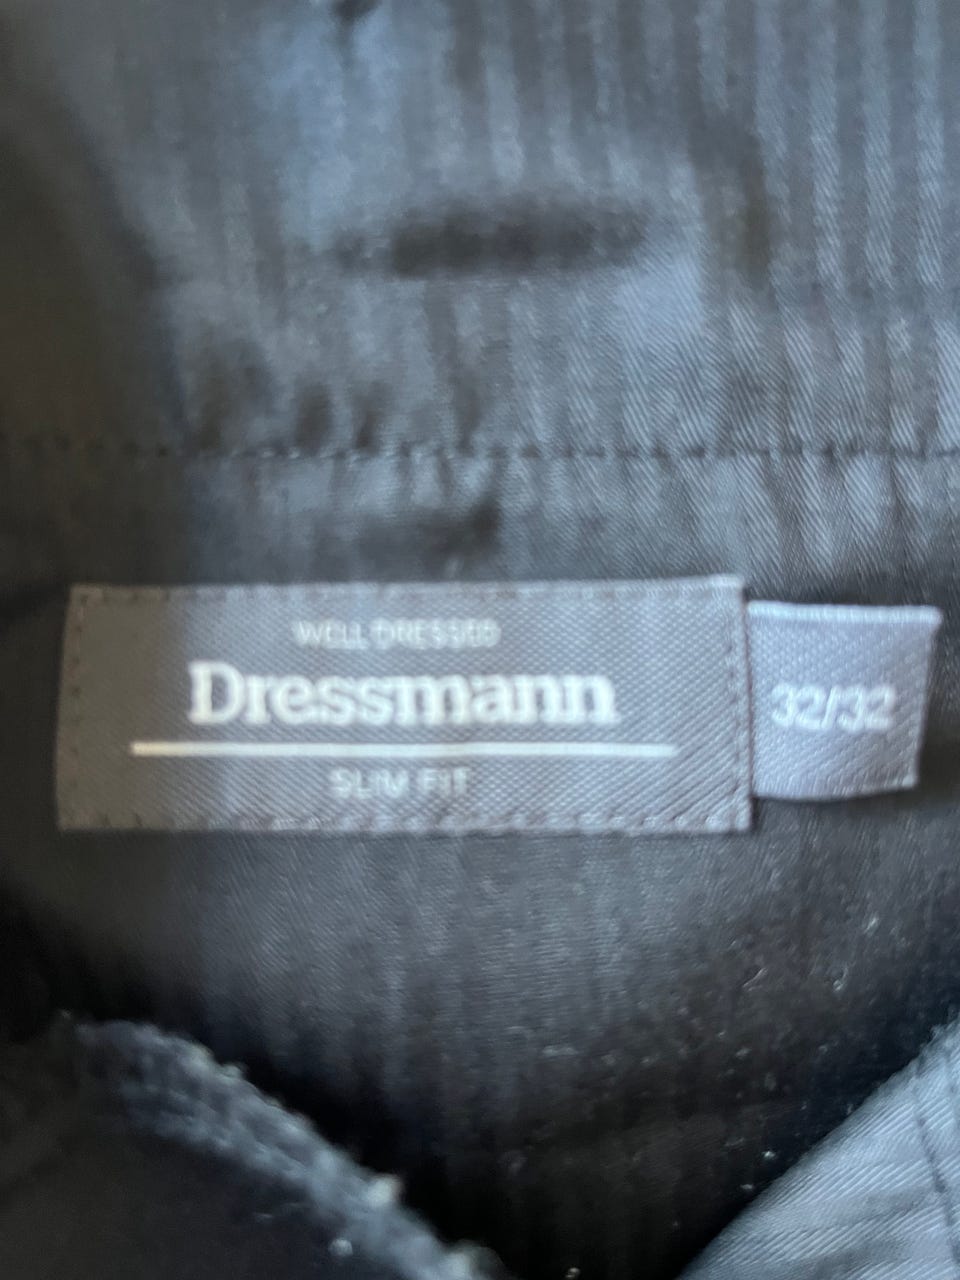 WELL DRESSED
Dressmann
SLIM FIT
32/32